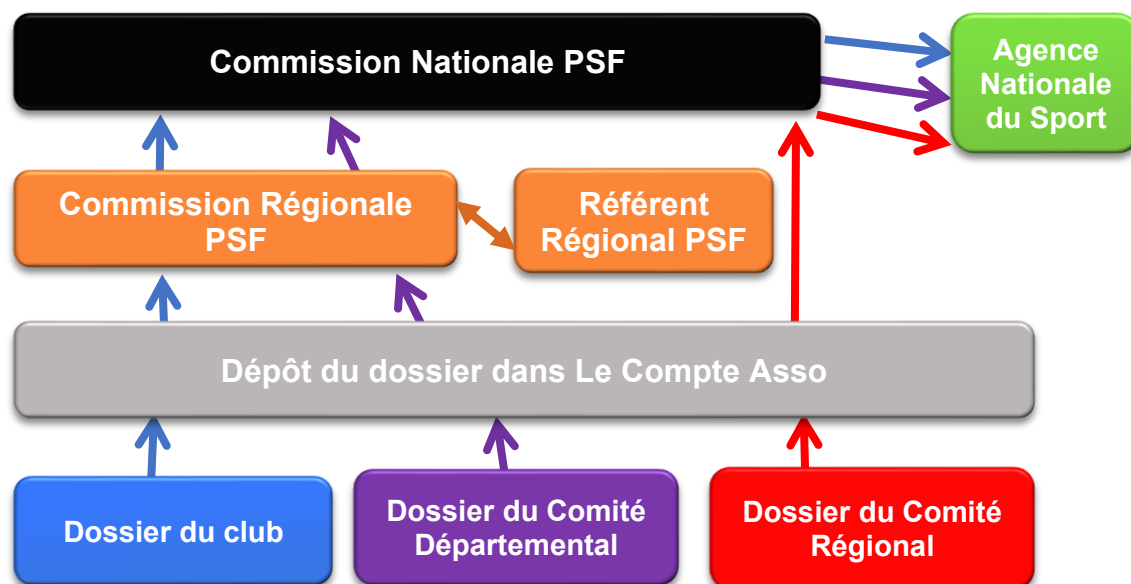 Commission Nationale PSF
Agence
Nationale
du Sport
Commission Régionale
PSF
Référent
Régional PSF
Dépôt du dossier dans Le Compte Asso
Dossier du club
Dossier du Comité
Départemental
Dossier du Comité
Régional